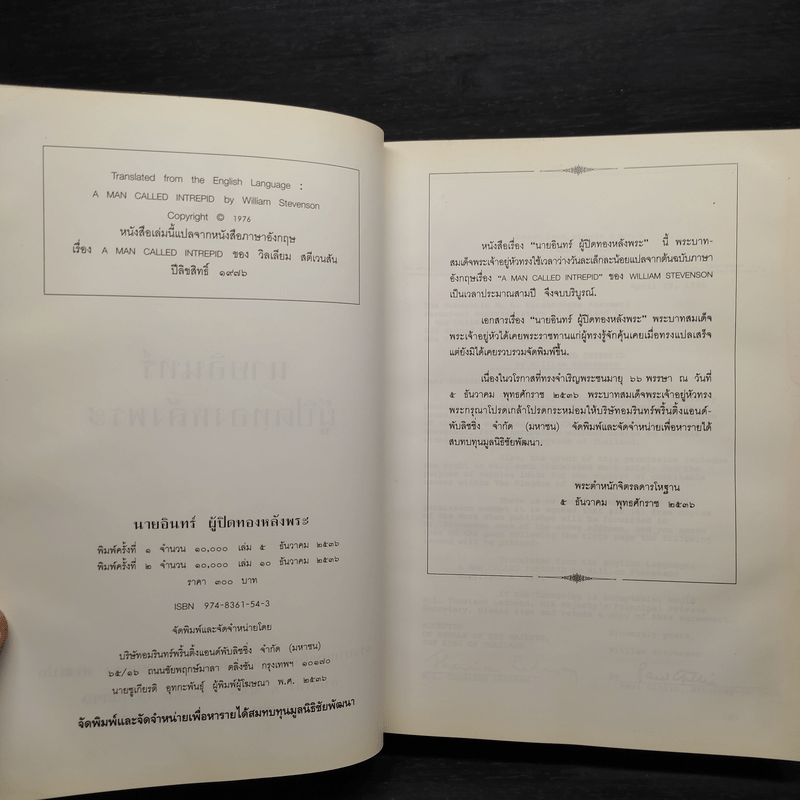 Translated from the English Language :
A MAN CALLED INTREPID by William Stevenson
Copyright © 1976
หนังสือเล่มนี้แปลจากหนังสือภาษาอังกฤษ
เรื่อง A MAN CALLED INTREPID ของ วิลเลียม สตีเวนสัน
ปีลิขสิทธิ์ ๑๙๗๖
นายอินทร์ ผู้ปิดทองหลังพระ
พิมพ์ครั้งที่ ๑ จำนวน ๑๐,๐๐๐ เล่ม ๕ ธันวาคม ๒๕๓๖
พิมพ์ครั้งที่ ๒ จำนวน ๑๐,๐๐๐ เล่ม ๑๐ ธันวาคม ๒๕๓๖
ราคา ๓๐๐ บาท
ISBN 974-8361-54-3
จัดพิมพ์และจัดจำหน่ายโดย
บริษัทอมรินทร์พริ้นติ้งแอนด์พับลิชชิ่ง จำกัด (มหาชน)
๖๕/๑๖ ถนนชัยพฤกษ์มาลา ตลิ่งชัน กรุงเทพฯ ๑๐๑๗๐
นายชูเกียรติ อุทกะพันธุ์ ผู้พิมพ์ผู้โฆษณา พ.ศ. ๒๕๓๖
จัดพิมพ์และจัดจำหน่ายเพื่อหารายได้สมทบทุนมูลนิธิชัยพัฒนา
หนังสือเรื่อง "นายอินทร์ ผู้ปิดทองหลังพระ" นี้ พระบาท-
สมเด็จพระเจ้าอยู่หัวทรงใช้เวลาว่างวันละเล็กละน้อยแปลจากต้นฉบับภาษา
อังกฤษเรื่อง "A MAN CALLED INTREPID" ของ WILLIAM STEVENSON
เป็นเวลาประมาณสามปี จึงจบบริบูรณ์.
เอกสารเรื่อง "นายอินทร์ ผู้ปิดทองหลังพระ" พระบาทสมเด็จ
พระเจ้าอยู่หัวได้เคยพระราชทานแก่ผู้ทรงรู้จักคุ้นเคยเมื่อทรงแปลเสร็จ
แต่ยังมิได้เคยรวบรวมจัดพิมพ์ขึ้น.
เนื่องในวโรกาสที่ทรงจำเริญพระชนมายุ ๖๖ พรรษา ณ วันที่
๕ ธันวาคม พุทธศักราช ๒๕๓๖ พระบาทสมเด็จพระเจ้าอยู่หัวทรง
พระกรุณาโปรดเกล้าโปรดกระหม่อมให้บริษัทอมรินทร์พริ้นติ้งแอนด์-
พับลิชชิ่ง จำกัด (มหาชน) จัดพิมพ์และจัดจำหน่ายเพื่อหารายได้
สมทบทุนมูลนิธิชัยพัฒนา.
พระตำหนักจิตรลดารโหฐาน
๕ ธันวาคม พุทธศักราช ๒๕๓๖